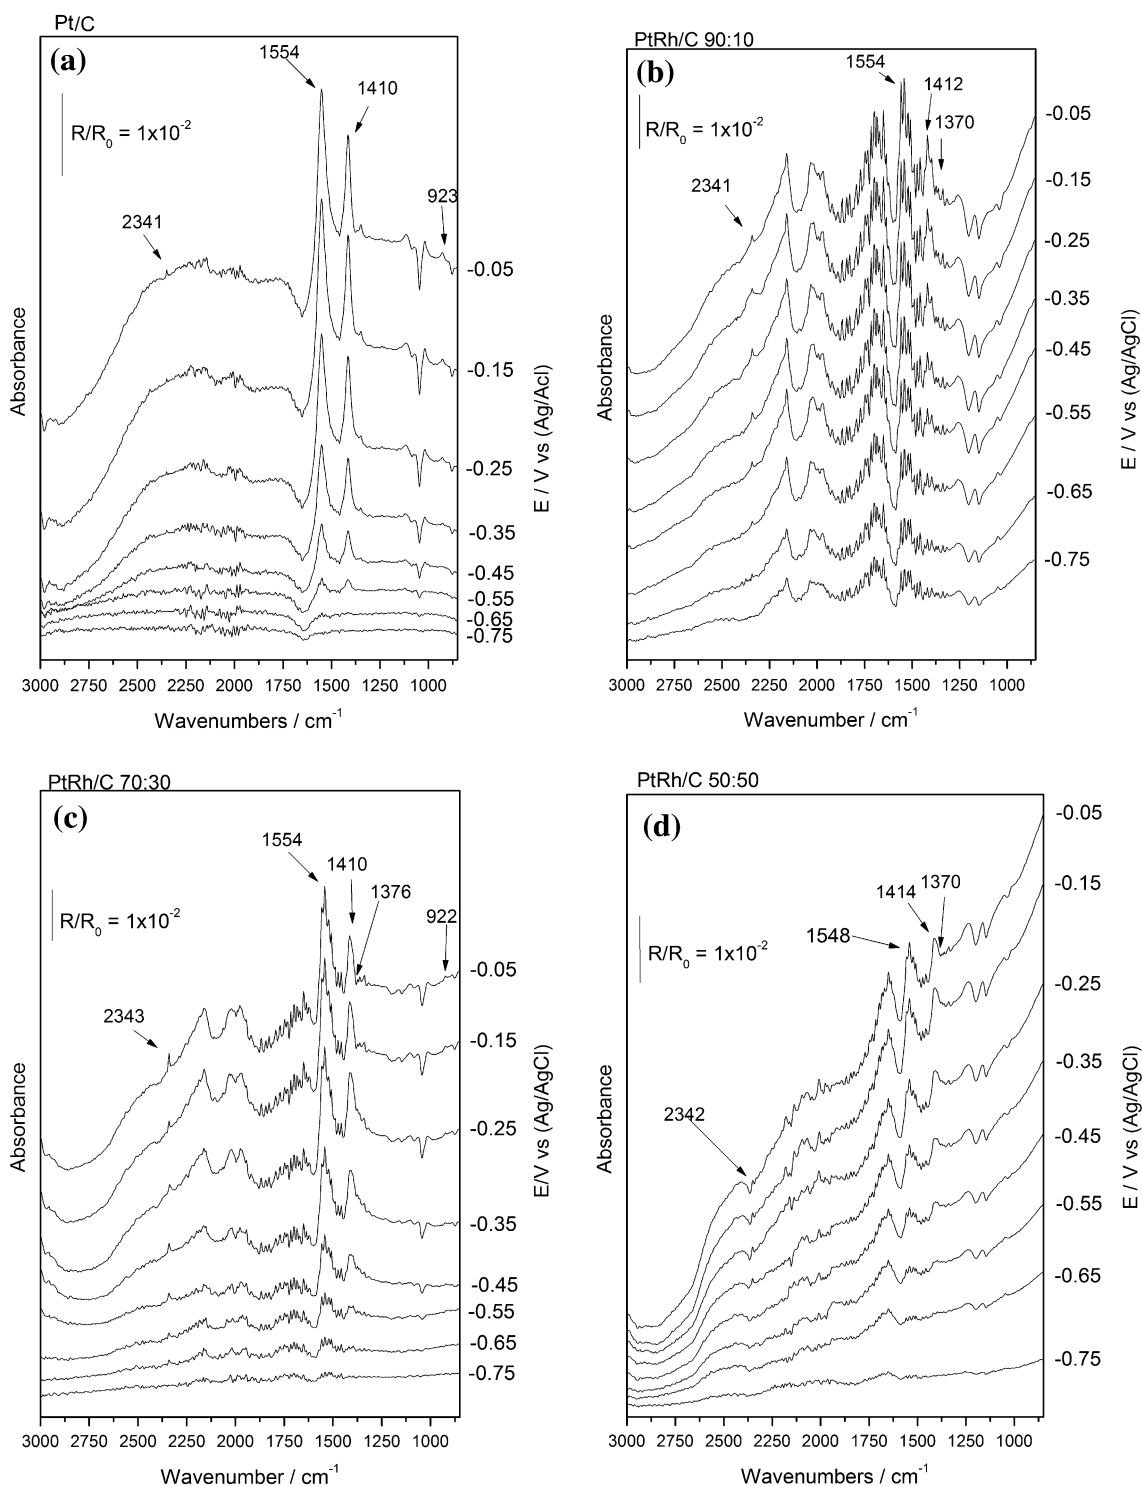 Pt/C
(a)
1554
1410
R/R0 = 1x10-2
2341
923
-0.05
-0.15
-0.25
-0.35
-0.45
-0.55
-0.65
-0.75
Absorbance
E / V vs (Ag/Acl)
3000 2750 2500 2250 2000 1750 1500 1250 1000
Wavenumbers / cm-1
PtRh/C 90:10
(b)
1554
1412
1370
R/R0 = 1x10-2
2341
-0.05
-0.15
-0.25
-0.35
-0.45
-0.55
-0.65
-0.75
Absorbance
E / V vs (Ag/AgCl)
3000 2750 2500 2250 2000 1750 1500 1250 1000
Wavenumber / cm-1
PtRh/C 70:30
(c)
1554
1410
1376
922
R/R0 = 1x10-2
2343
-0.05
-0.15
-0.25
-0.35
-0.45
-0.55
-0.65
-0.75
Absorbance
E/V vs (Ag/AgCl)
3000 2750 2500 2250 2000 1750 1500 1250 1000
Wavenumber / cm-1
PtRh/C 50:50
(d)
1414
1370
1548
R/R0 = 1x10-2
2342
-0.05
-0.15
-0.25
-0.35
-0.45
-0.55
-0.65
-0.75
Absorbance
E / V vs (Ag/AgCl)
3000 2750 2500 2250 2000 1750 1500 1250 1000
Wavenumber / cm-1